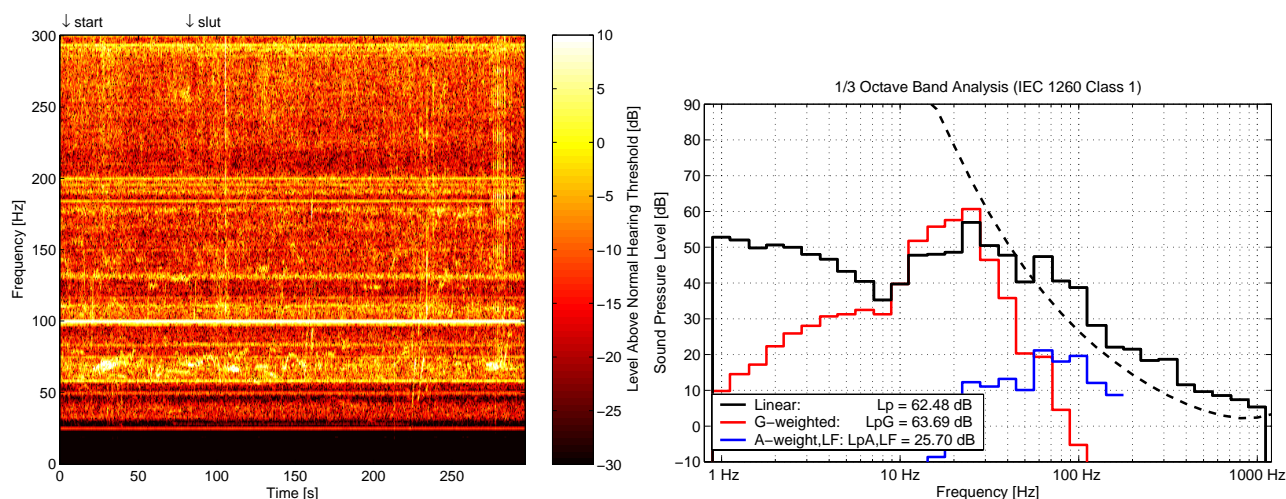 ↓ start ↓ slut
300
250
200
150
100
50
0
Frequency [Hz]
0 50 100 150 200 250
Time [s]
10
5
0
−5
−10
−15
−20
−25
−30
Level Above Normal Hearing Threshold [dB]
1/3 Octave Band Analysis (IEC 1260 Class 1)
90
80
70
60
50
40
30
20
10
0
−10
Sound Pressure Level [dB]
Linear: Lp = 62.48 dB
G−weighted: LpG = 63.69 dB
A−weight,LF: LpA,LF = 25.70 dB
1 Hz 10 Hz 100 Hz 1000 Hz
Frequency [Hz]